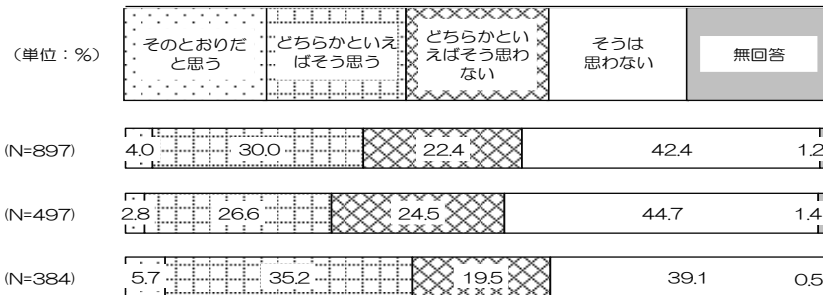 （単位：％）
そのとおりだ
と思う
どちらかといえ
ばそう思う
どちらかとい
えばそう思わ
ない
そうは
思わない
無回答
(N=897)
4.0
30.0
22.4
42.4
1.2
(N=497)
2.8
26.6
24.5
44.7
1.4
(N=384)
5.7
35.2
19.5
39.1
0.5